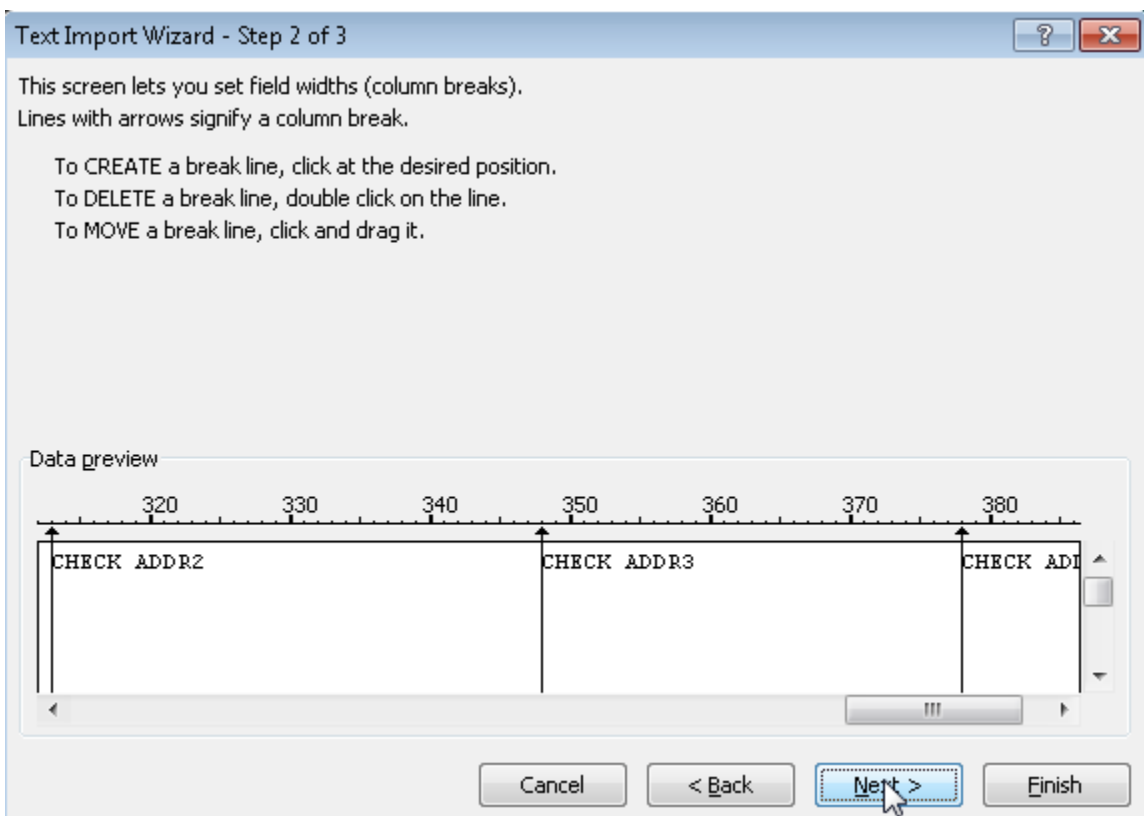 Text Import Wizard - Step 2 of 3
?
This screen lets you set field widths (column breaks).
Lines with arrows signify a column break.
To CREATE a break line, click at the desired position.
To DELETE a break line, double click on the line.
To MOVE a break line, click and drag it.
Data preview
320 330 340 350 360 370 380
CHECK ADDR2 CHECK ADDR3 CHECK
Cancel < Back Next > Finish